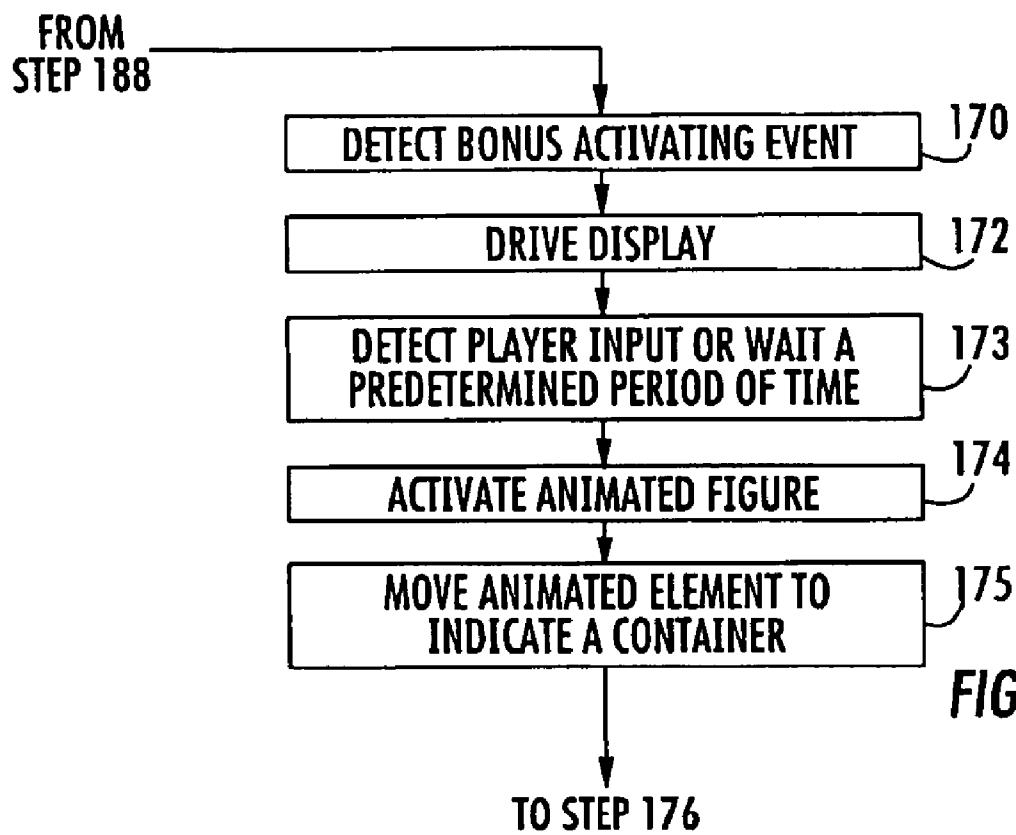 FROM
STEP 188
DETECT BONUS ACTIVATING EVENT
170
DRIVE DISPLAY
172
DETECT PLAYER INPUT OR WAIT A
PREDETERMINED PERIOD OF TIME
173
ACTIVATE ANIMATED FIGURE
174
MOVE ANIMATED ELEMENT TO
INDICATE A CONTAINER
175
FIG
TO STEP 176